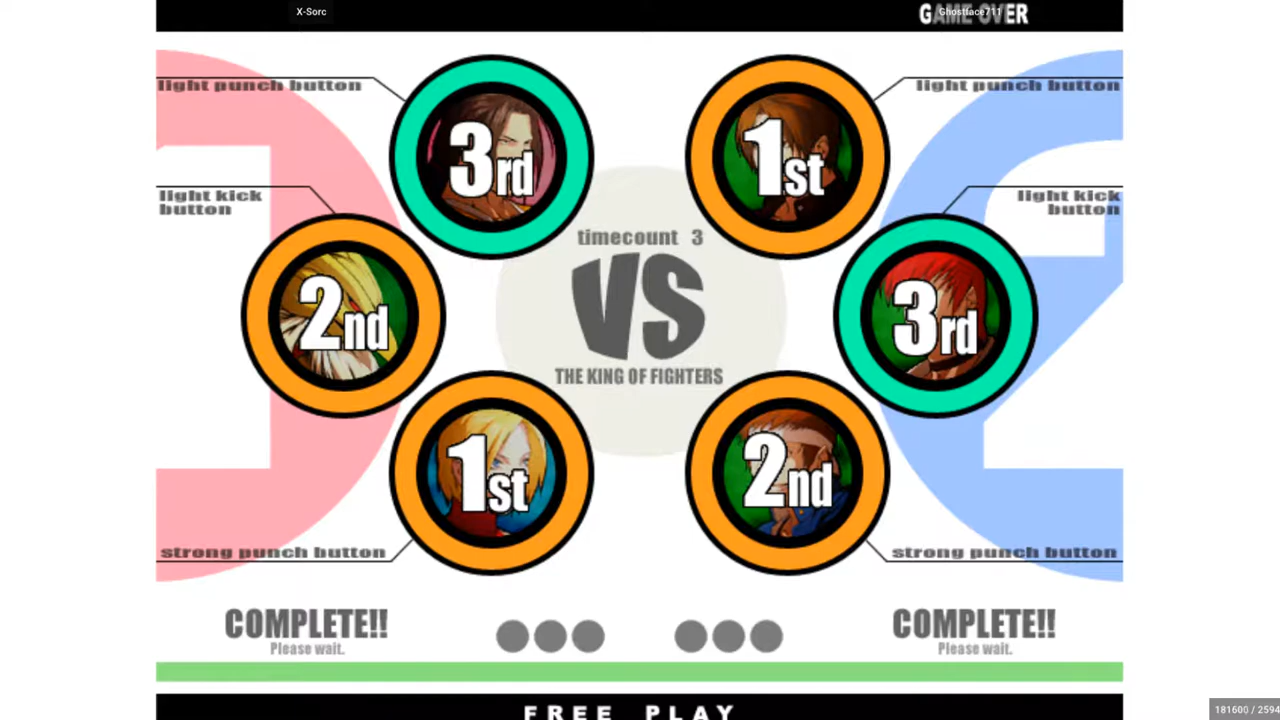 X-Sorc
Ghostface711
GAME OVER
light punch button
light punch button
3rd
1st
light kick
button
light kick
button
timecount 3
VS
THE KING OF FIGHTERS
2nd
3rd
1st
2nd
strong punch button
strong punch button
COMPLETE!!
Please wait.
COMPLETE!!
Please wait.
FREE PLAY
181600 / 2594